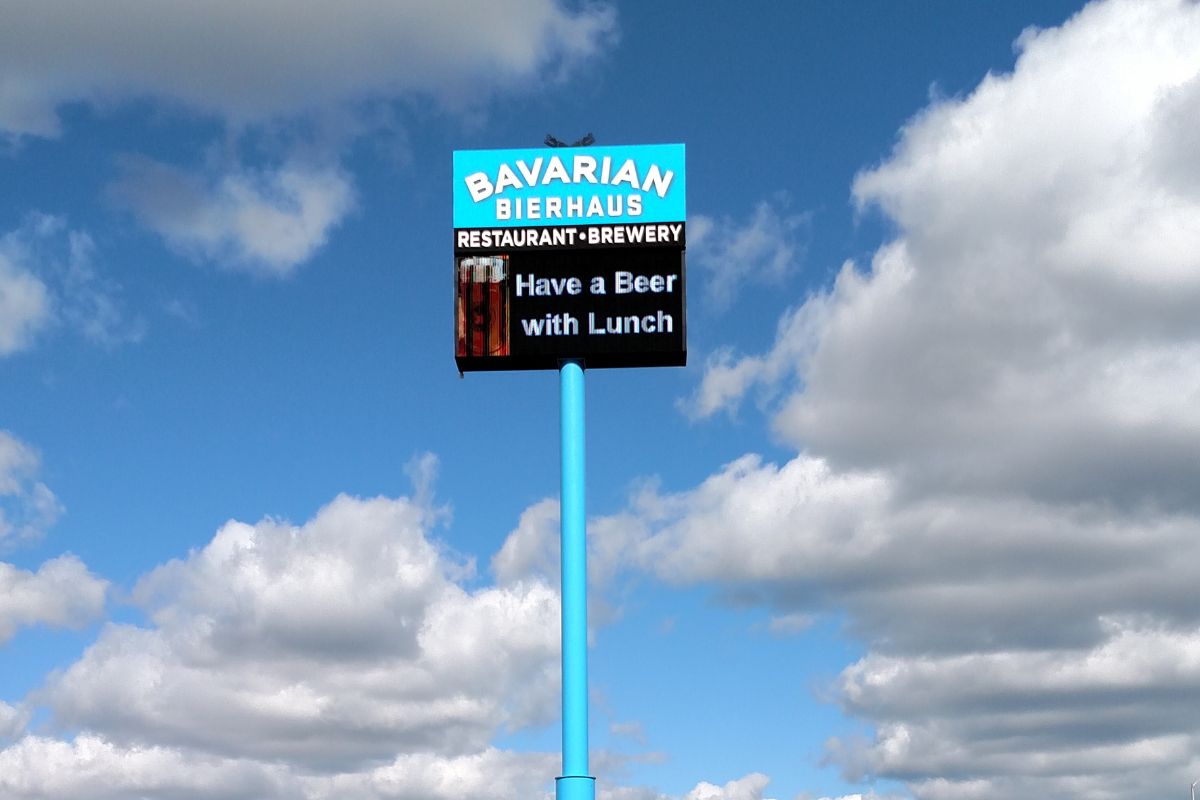 BAVARIAN
BIERHAUS
RESTAURANT•BREWERY
Have a Beer
with Lunch